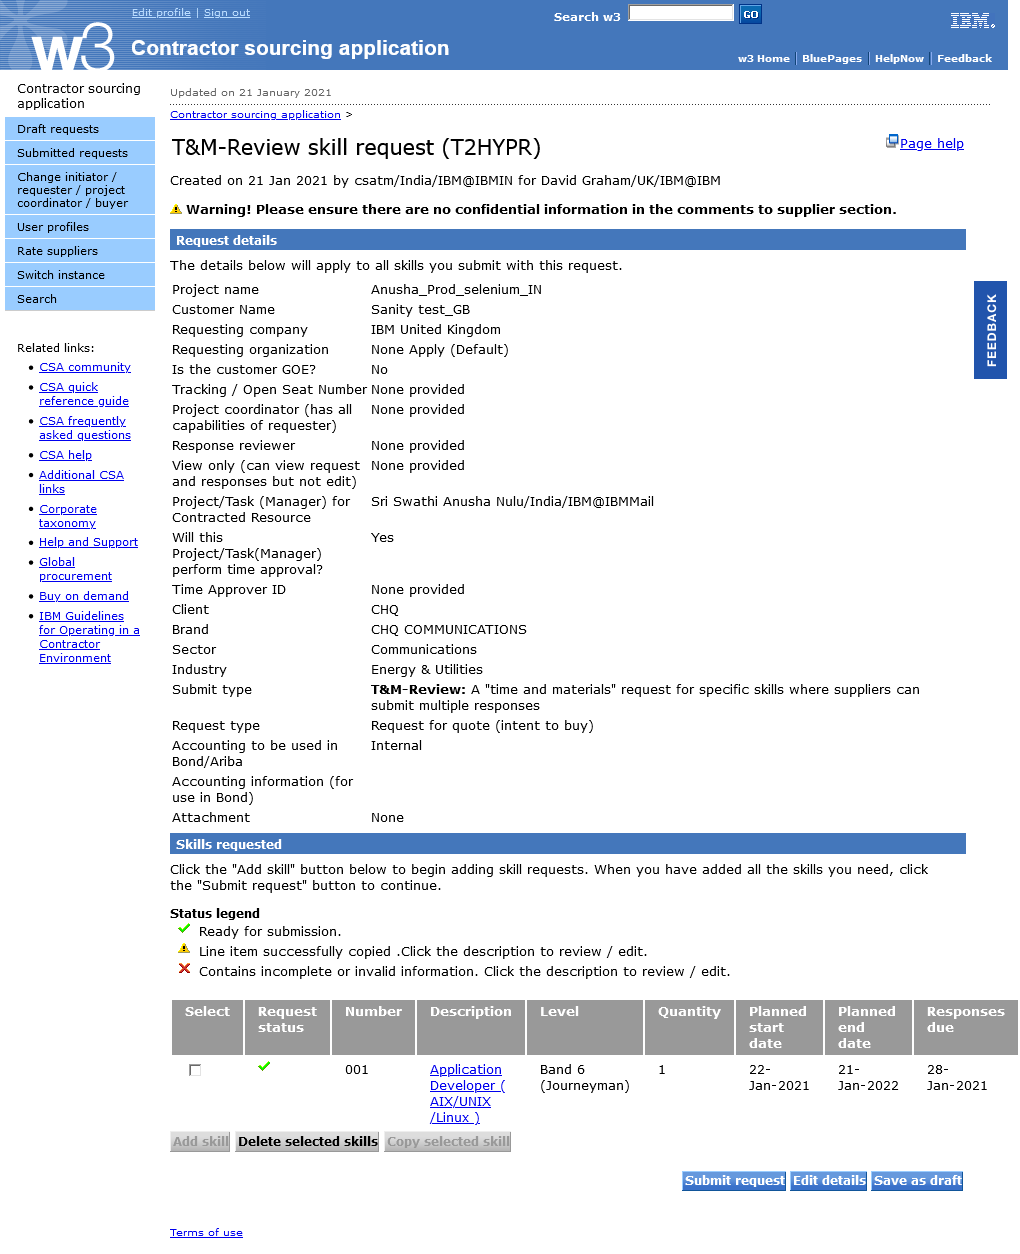 Edit profile | Sign out
Search w3
GO
IBM.
w3
Contractor sourcing application
w3 Home | BluePages | HelpNow | Feedback
Contractor sourcing
application
Draft requests
Submitted requests
Change initiator /
requester / project
coordinator / buyer
User profiles
Rate suppliers
Switch instance
Search
Related links:
CSA community
CSA quick
reference guide
CSA frequently
asked questions
CSA help
Additional CSA
links
Corporate
taxonomy
Help and Support
Global
procurement
Buy on demand
IBM Guidelines
for Operating in a
Contractor
Environment
Updated on 21 January 2021
Contractor sourcing application >
T&M-Review skill request (T2HYPR)
Page help
Created on 21 Jan 2021 by csatm/India/IBM@IBMIN for David Graham/UK/IBM@IBM
Warning! Please ensure there are no confidential information in the comments to supplier section.
Request details
The details below will apply to all skills you submit with this request.
Project name Anusha_Prod_selenium_IN
Customer Name Sanity test_GB
Requesting company IBM United Kingdom
Requesting organization None Apply (Default)
Is the customer GOE? No
Tracking / Open Seat Number None provided
Project coordinator (has all None provided
capabilities of requester)
Response reviewer None provided
View only (can view request None provided
and responses but not edit)
Project/Task (Manager) for Sri Swathi Anusha Nulu/India/IBM@IBMMail
Contracted Resource
Will this Yes
Project/Task(Manager)
perform time approval?
Time Approver ID None provided
Client CHQ
Brand CHQ COMMUNICATIONS
Sector Communications
Industry Energy & Utilities
Submit type T&M-Review: A "time and materials" request for specific skills where suppliers can
submit multiple responses
Request type Request for quote (intent to buy)
Accounting to be used in Internal
Bond/Ariba
Accounting information (for
use in Bond)
Attachment None
FEEDBACK
Skills requested
Click the "Add skill" button below to begin adding skill requests. When you have added all the skills you need, click
the "Submit request" button to continue.
Status legend
Ready for submission.
Line item successfully copied .Click the description to review / edit.
Contains incomplete or invalid information. Click the description to review / edit.
Select Request Number Description Level Quantity Planned Planned Responses
status start end due
date date
001 Application Band 6 1 22- 21- 28-
Developer ( (Journeyman) Jan-2021 Jan-2022 Jan-2021
AIX/UNIX
/Linux )
Add skill Delete selected skills Copy selected skill
Submit request Edit details Save as draft
Terms of use